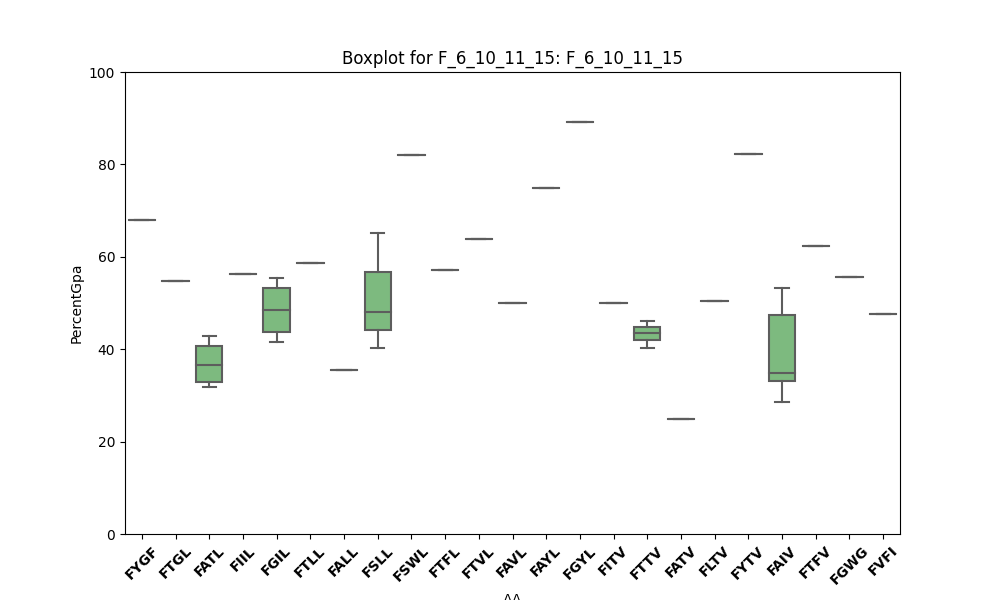 Boxplot for F_6_10_11_15: F_6_10_11_15
100
80
60
40
20
0
PercentGpa
FYGF FTGL FATL FIIL FGIL FTLL FALL FSLL FSWL FTFL FTVL FAVL FAYL FGYL FITV FTTV FATV FLTV FYTV FAIV FTFV FGWG FVFI
AA